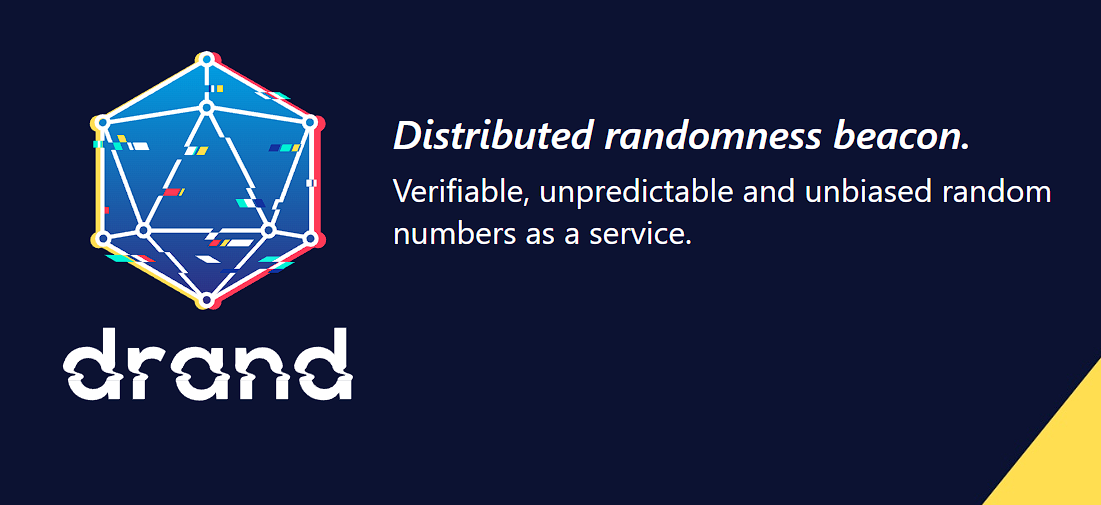 Distributed randomness beacon.
Verifiable, unpredictable and unbiased random
numbers as a service.
drand